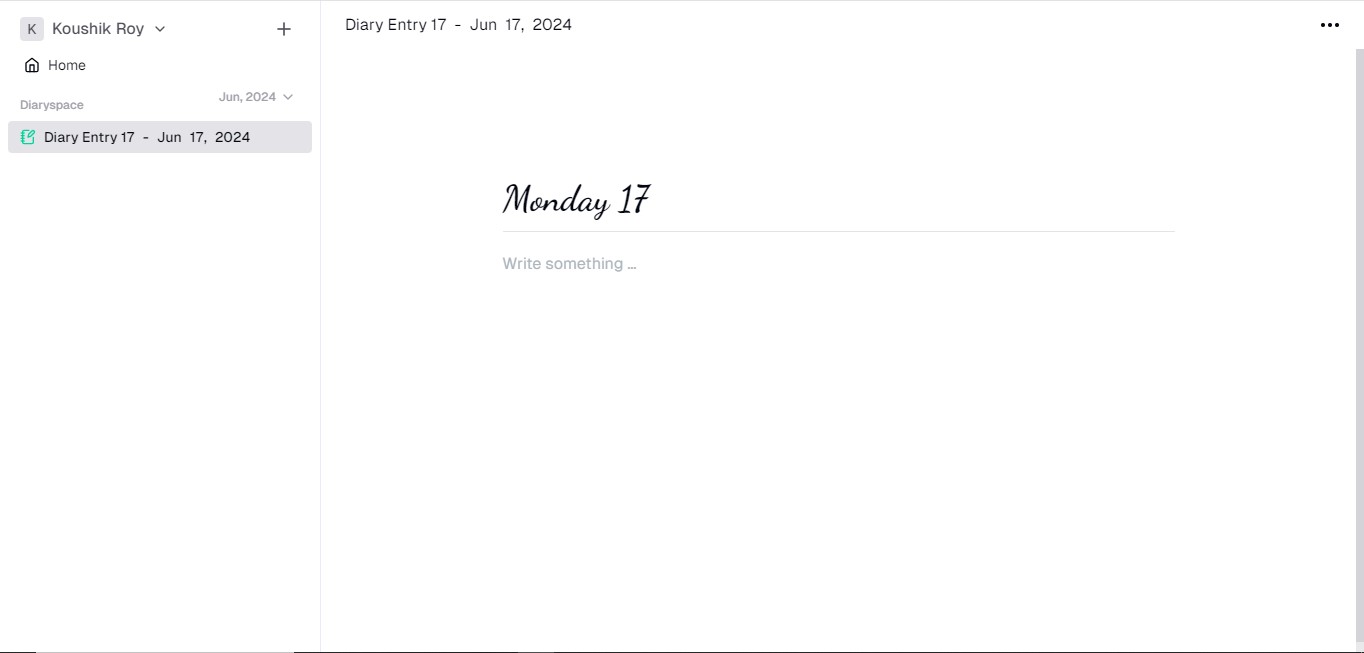 K Koushik Roy
Home
Diaryspace
Jun, 2024
Diary Entry 17 - Jun 17, 2024
Diary Entry 17 - Jun 17, 2024
Monday 17
Write something ...